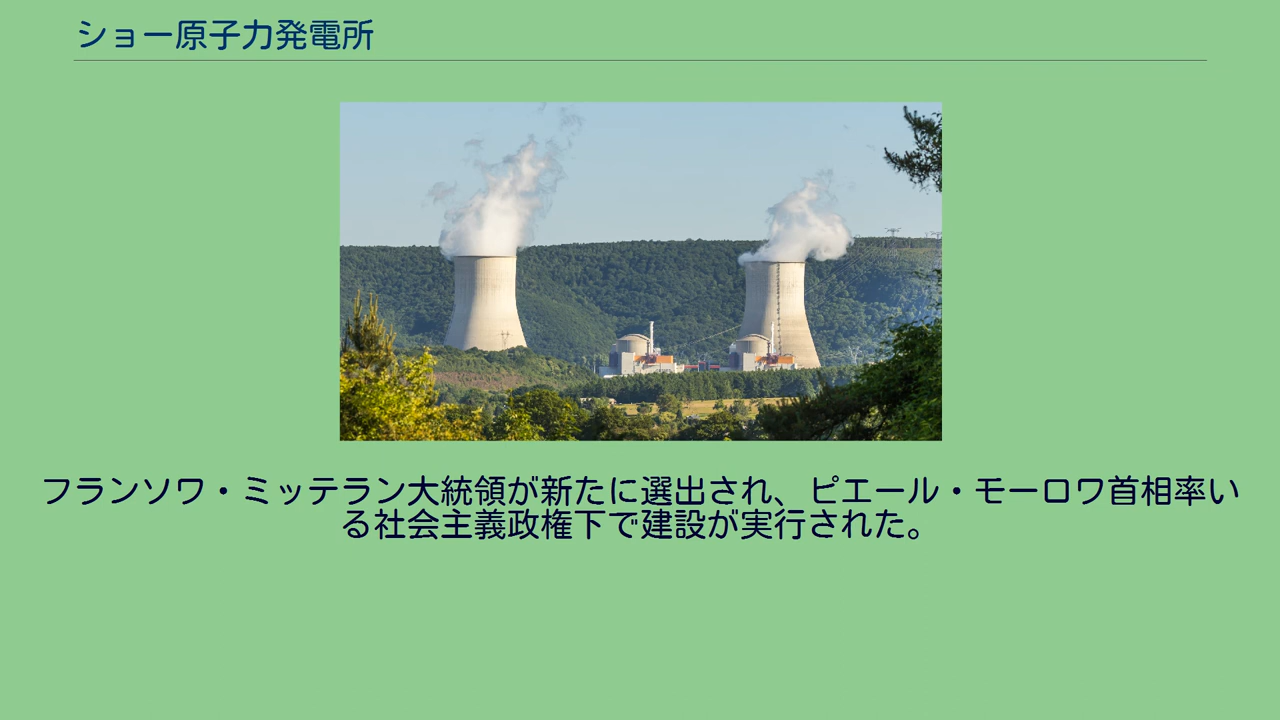 ショー原子力発電所
フランソワ・ミッテラン大統領が新たに選出され、ピエール・モーロワ首相率い
る社会主義政権下で建設が実行された。